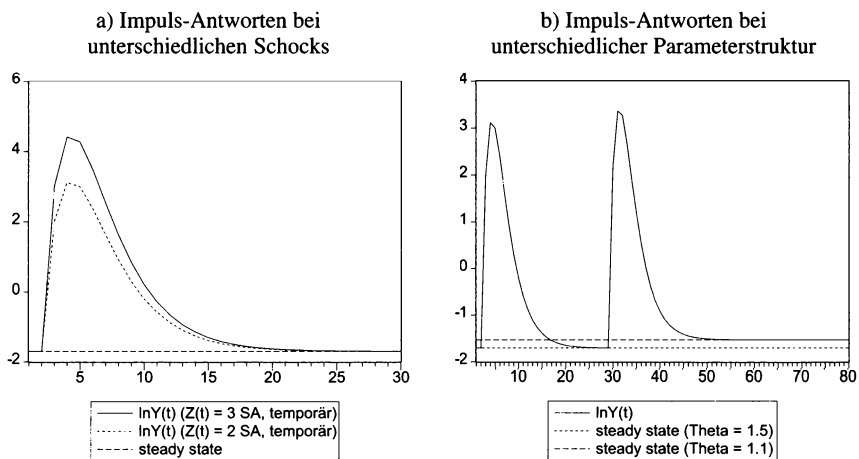 a) Impuls-Antworten bei
unterschiedlichen Schocks
6
4
2
0
-2
5
10
15
20
25
30
lnY(t) (Z(t) = 3 SA, temporär)
lnY(t) (Z(t) = 2 SA, temporär)
steady state
b) Impuls-Antworten bei
unterschiedlicher Parameterstruktur
4
3
2
1
0
-1
-2
10
20
30
40
50
60
70
80
lnY(t)
steady state (Theta = 1.5)
steady state (Theta = 1.1)